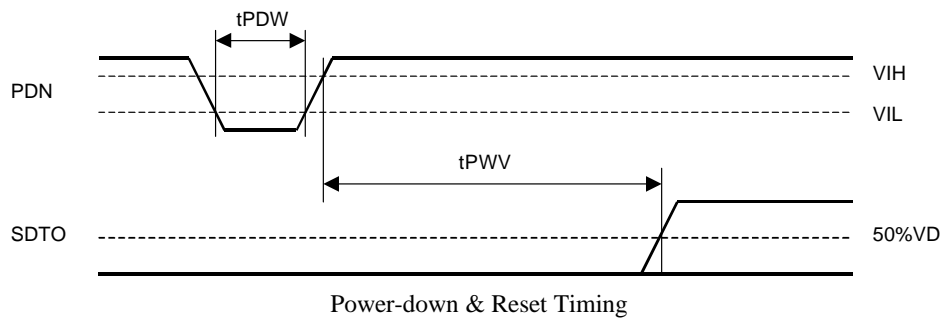 tPDW
VIH
PDN
VIL
tPWV
SDTO
50%VD
Power-down & Reset Timing